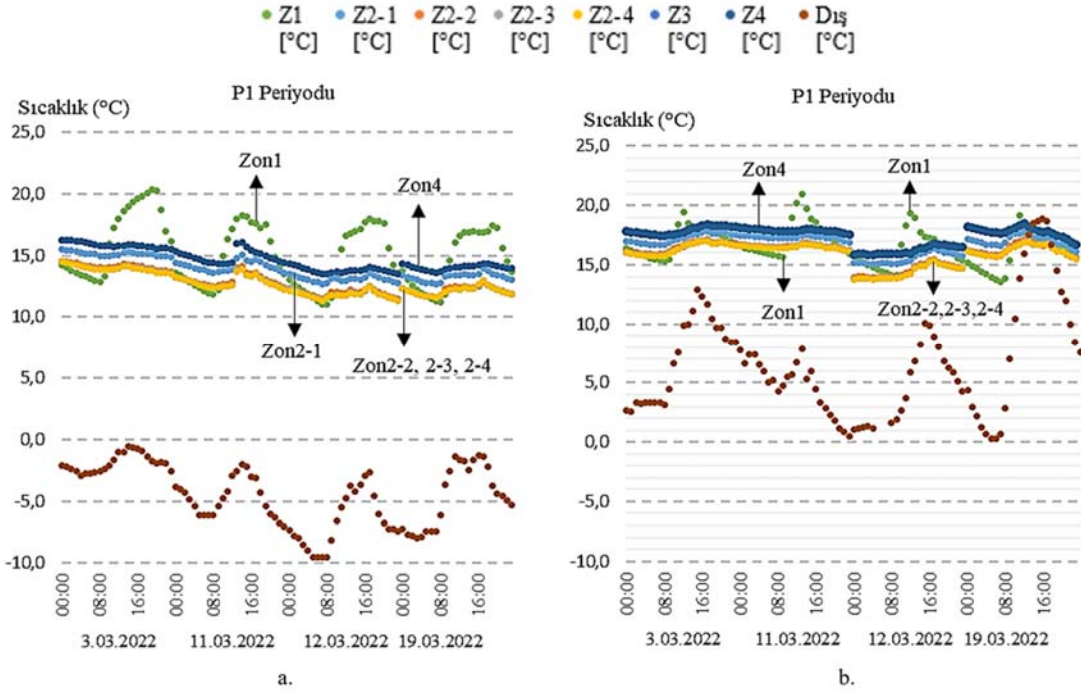 Z1 Z2-1 Z2-2 Z2-3 Z2-4 Z3 Z4 Dış
[°C] [°C] [°C] [°C] [°C] [°C] [°C] [°C]
P1 Periyodu
Sıcaklık (°C)
25,0
20,0
15,0
10,0
5,0
0,0
-5,0
-10,0
Zon1
Zon4
Zon2-1
Zon2-2, 2-3, 2-4
00:00 08:00 16:00 00:00 08:00 16:00 00:00 08:00 16:00 00:00 08:00 16:00
3.03.2022 11.03.2022 12.03.2022 19.03.2022
a.
P1 Periyodu
Sıcaklık (°C)
25,0
20,0
15,0
10,0
5,0
0,0
-5,0
-10,0
Zon4
Zon1
Zon1
Zon2-2,2-3,2-4
00:00 08:00 16:00 00:00 08:00 16:00 00:00 08:00 16:00 00:00 08:00 16:00
3.03.2022 11.03.2022 12.03.2022 19.03.2022
b.